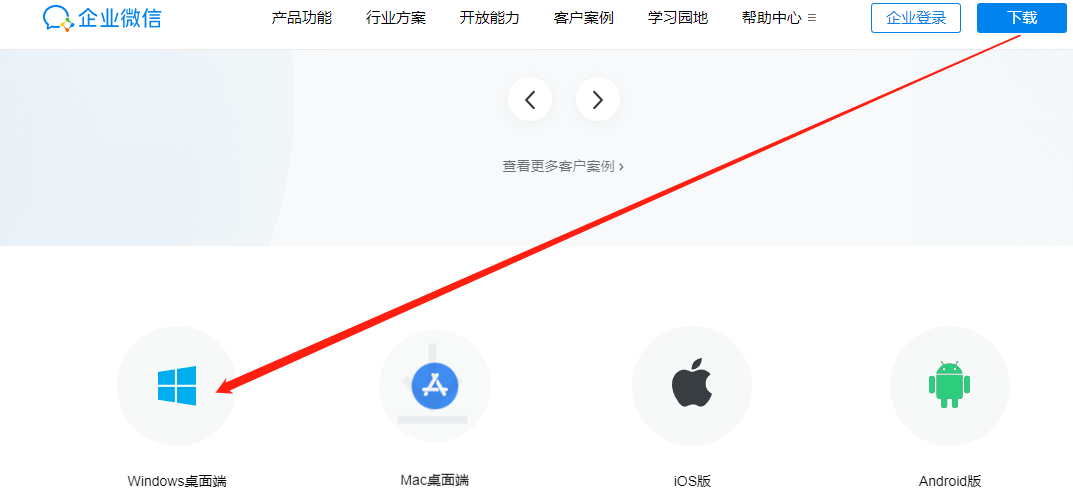 企业微信 产品功能 行业方案 开放能力 客户案例 学习园地 帮助中心 企业登录 下载
查看更多客户案例 ›
Windows桌面端 Mac桌面端 iOS版 Android版